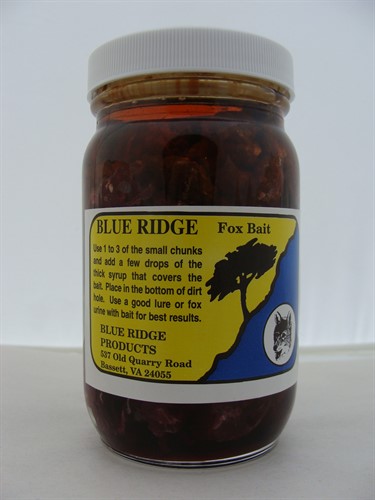 BLUE RIDGE Fox Bait
Use 1 to 3 of the small chunks
and add a few drops of the
thick syrup that covers the
bait. Place in the bottom of dirt
hole. Use a good lure or fox
urine with bait for best results.
BLUE RIDGE
PRODUCTS
537 Old Quarry Road
Bassett, VA 24055